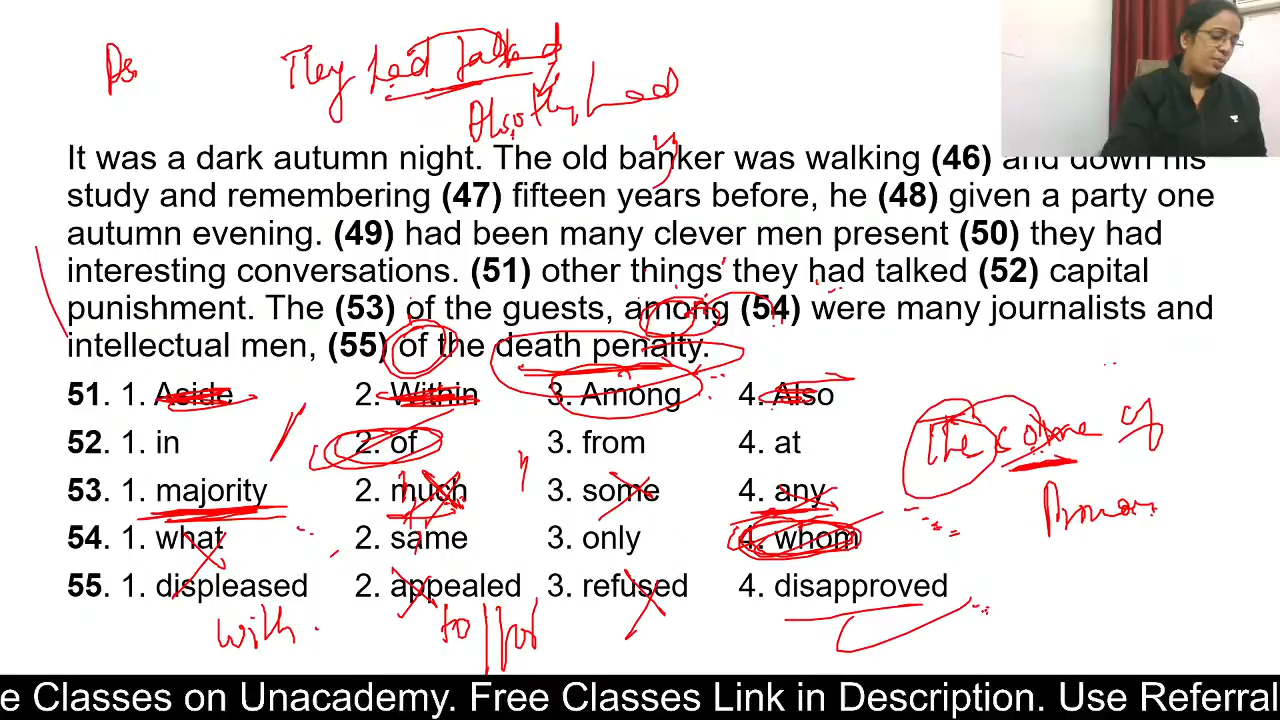 They had talked
had
It was a dark autumn night. The old banker was walking (46) and down his
study and remembering (47) fifteen years before, he (48) given a party one
autumn evening. (49) had been many clever men present (50) they had
interesting conversations. (51) other things they had talked (52) capital
punishment. The (53) of the guests, among (54) were many journalists and
intellectual men, (55) of the death penalty.
51. 1. Aside 2. Within 3. Among 4. Also
52. 1. in 2. of 3. from 4. at
53. 1. majority 2. much 3. some 4. any
54. 1. what 2. same 3. only 4. whom
55. 1. displeased 2. appealed 3. refused 4. disapproved
The some of
with. to/for
e Classes on Unacademy. Free Classes Link in Description. Use Referral